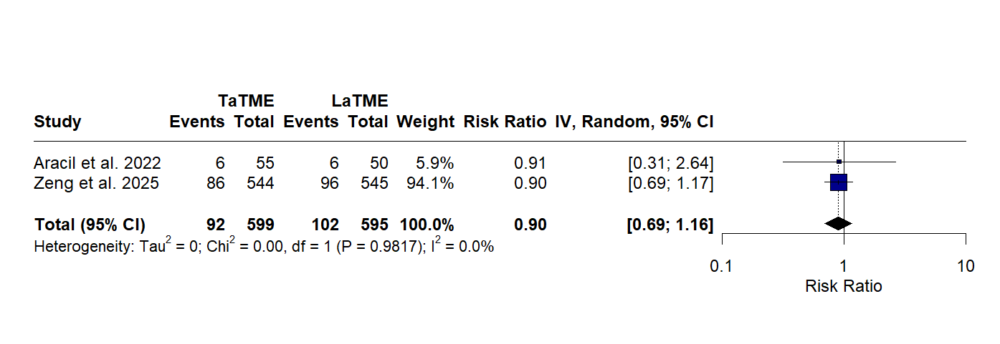 TaTME LaTME
Study Events Total Events Total Weight Risk Ratio IV, Random, 95% CI
Aracil et al. 2022 6 55 6 50 5.9% 0.91 [0.31; 2.64]
Zeng et al. 2025 86 544 96 545 94.1% 0.90 [0.69; 1.17]
Total (95% CI) 92 599 102 595 100.0% 0.90 [0.69; 1.16]
Heterogeneity: Tau² = 0; Chi² = 0.00, df = 1 (P = 0.9817); I² = 0.0%
0.1 1 10
Risk Ratio